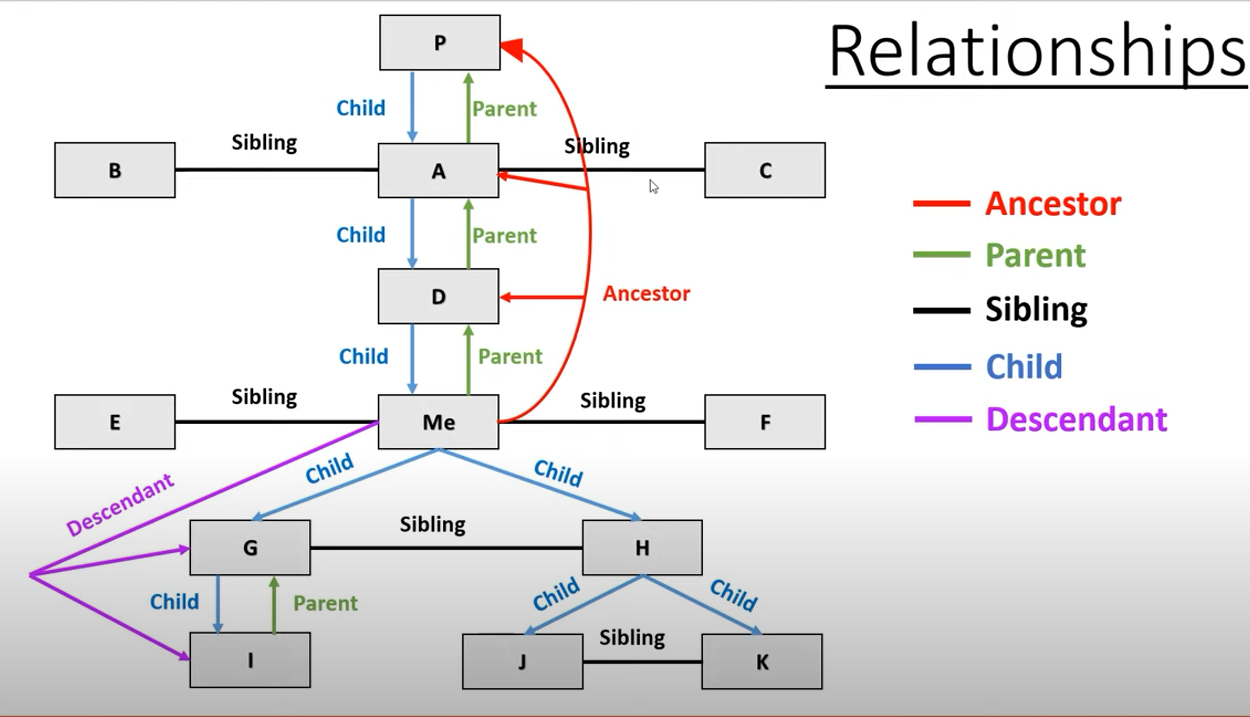 Relationships
P
Child
Parent
Sibling
Sibling
B
A
C
Ancestor
Child
Parent
Parent
D
Ancestor
Sibling
Child
Parent
Child
Sibling
Sibling
Descendant
E
Me
F
Child
Child
Descendant
Sibling
G
H
Child
Parent
Child
Child
Sibling
I
J
K